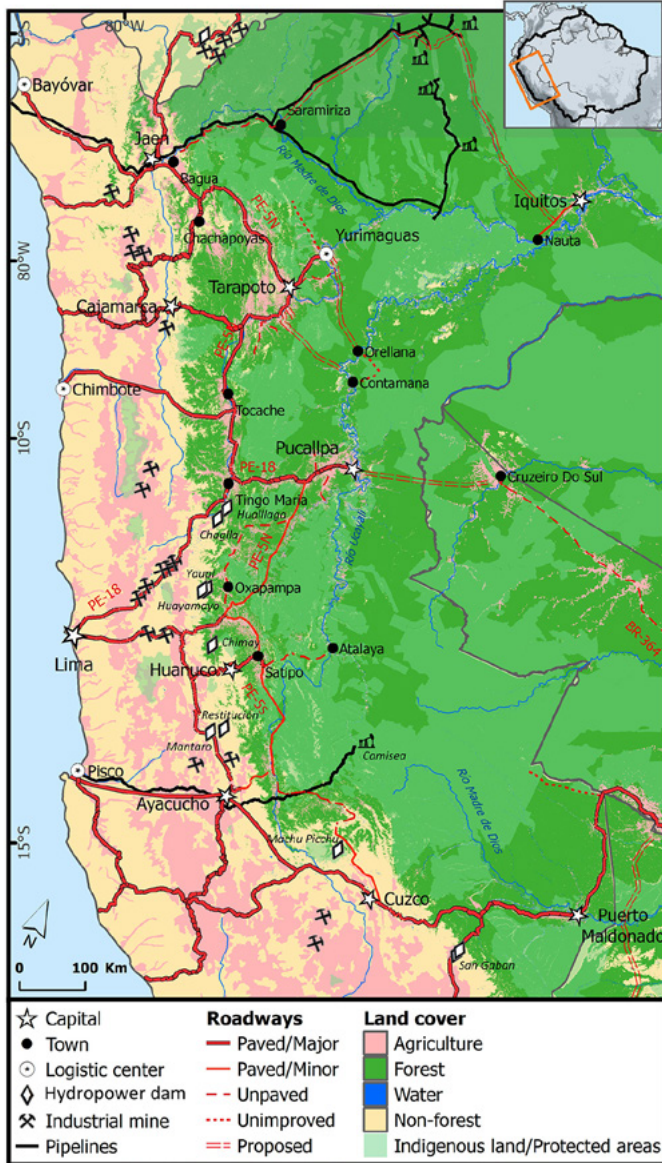 80°W
Bayóvar
Saramiriza
Jaen
Río Madre de Dios
Bagua
PE-5N
Iquitos
Chachapoyas
Yurimaguas
Nauta
80°W
Tarapoto
Cajamarca
Orellana
Chimbote
Contamana
Tocache
10°S
Pucallpa
PE-18
Cruzeiro Do Sul
Tingo Maria
Huallaga
Chaglla
PE-5N
Río Ucayali
Yaupi
Oxapampa
PE-18
Huayamayo
BR-364
Lima
Chimay
Atalaya
Huanuco
Satipo
PE-5S
Restitución
Mantaro
Camisea
Pisco
Ayacucho
Río Madre de Dios
15°S
Machu Picchu
Cuzco
Puerto
Maldonado
N
0 100 Km
San Gaban
Capital
Town
Logistic center
Hydropower dam
Industrial mine
Pipelines
Roadways
Paved/Major
Paved/Minor
Unpaved
Unimproved
Proposed
Land cover
Agriculture
Forest
Water
Non-forest
Indigenous land/Protected areas